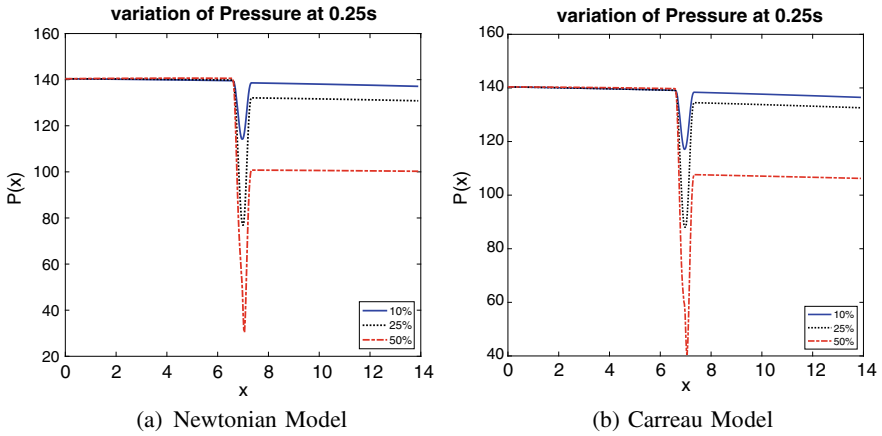 variation of Pressure at 0.25s
160
140
120
100
80
60
40
20
P(x)
0 2 4 6 8 10 12 14
x
10%
25%
50%
(a) Newtonian Model
variation of Pressure at 0.25s
160
140
120
100
80
60
40
P(x)
0 2 4 6 8 10 12 14
x
10%
25%
50%
(b) Carreau Model